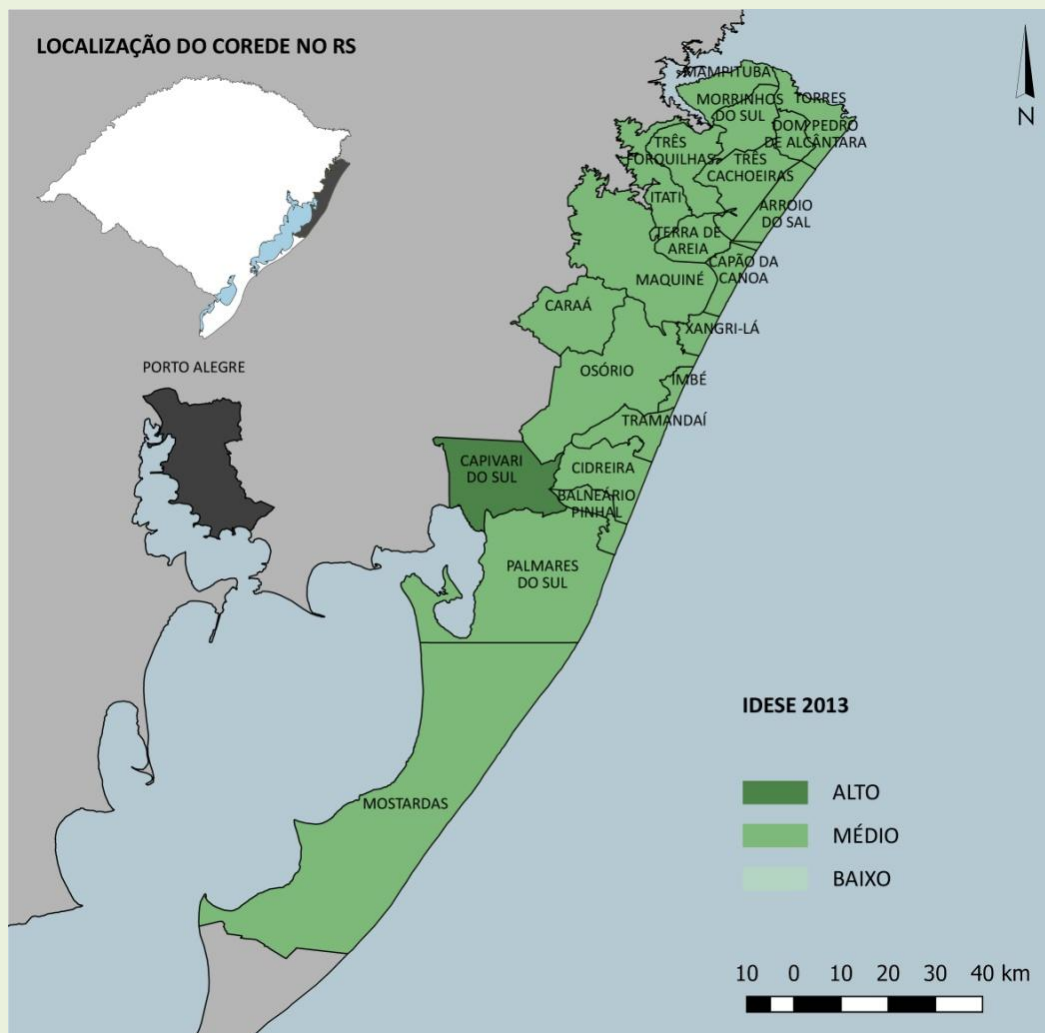 LOCALIZAÇÃO DO COREDE NO RS
N
MAMPITUBA
MORRINHOS
DO SUL
TORRES
DOM PEDRO
DE ALCÂNTARA
TRÊS
FORQUILHAS
TRÊS
CACHOEIRAS
ITATI
ARROIO
DO SAL
TERRA DE
AREIA
CAPÃO DA
CANOA
MAQUINÉ
CARAÁ
XANGRI-LÁ
PORTO ALEGRE
OSÓRIO
IMBÉ
TRAMANDAÍ
CAPIVARI
DO SUL
CIDREIRA
BALNEÁRIO
PINHAL
PALMARES
DO SUL
MOSTARDAS
IDESE 2013
ALTO
MÉDIO
BAIXO
10 0 10 20 30 40 km